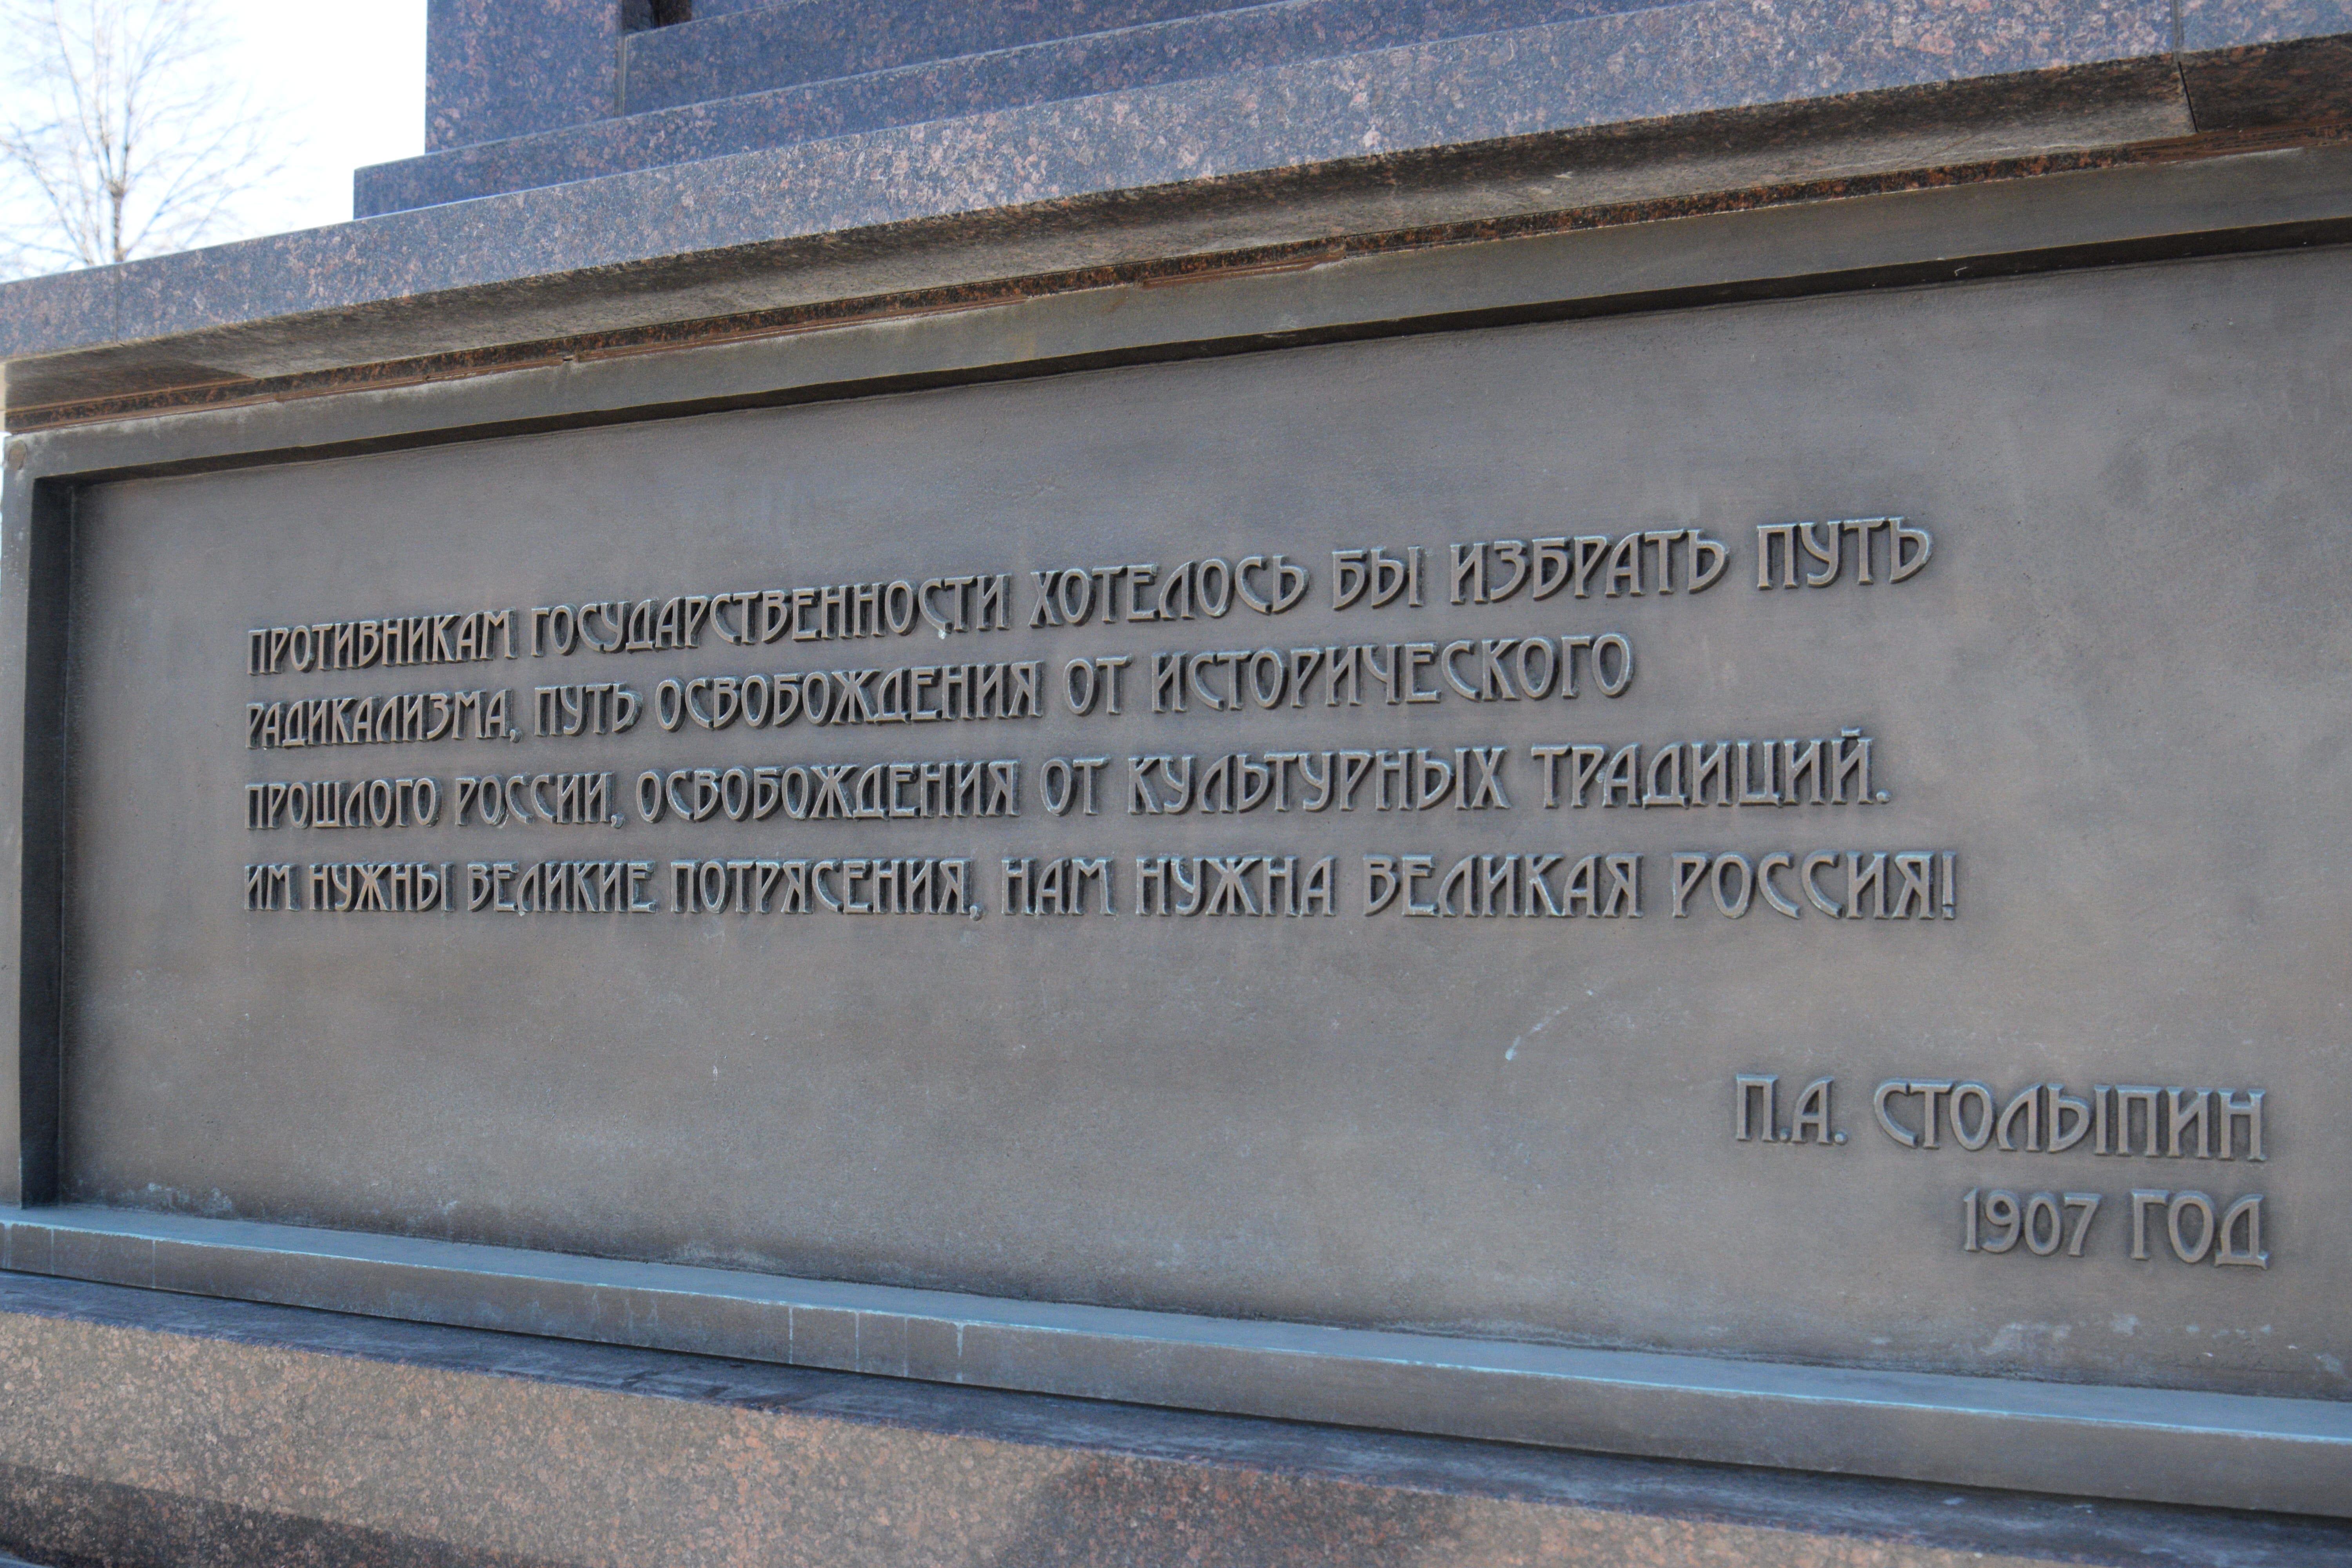 ПРОТИВНИКАМ ГОСУДАРСТВЕННОСТИ ХОТЕЛОСЬ БЫ ИЗБРАТЬ ПУТЬ
РАДИКАЛИЗМА, ПУТЬ ОСВОБОЖДЕНИЯ ОТ ИСТОРИЧЕСКОГО
ПРОШЛОГО РОССИИ, ОСВОБОЖДЕНИЯ ОТ КУЛЬТУРНЫХ ТРАДИЦИЙ.
ИМ НУЖНЫ ВЕЛИКИЕ ПОТРЯСЕНИЯ, НАМ НУЖНА ВЕЛИКАЯ РОССИЯ!
П.А. СТОЛЫПИН
1907 ГОД